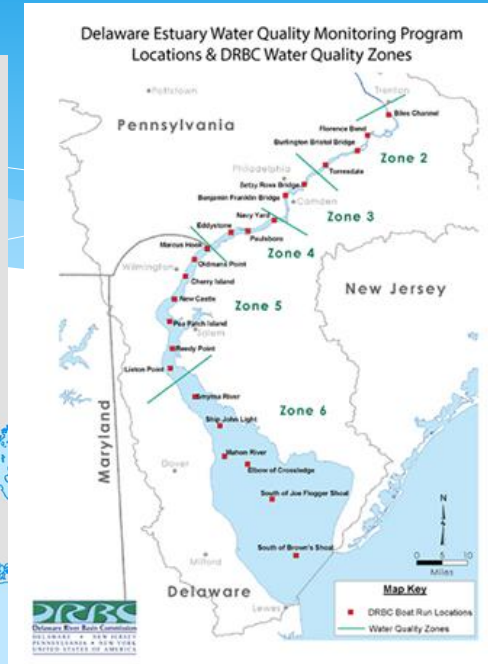 Delaware Estuary Water Quality Monitoring Program
Locations & DRBC Water Quality Zones
Pottstown
Trenton
Biles Channel
Pennsylvania
Florence Bend
Burlington Bristol Bridge
Zone 2
Philadelphia
Torresdale
Betsy Ross Bridge
Benjamin Franklin Bridge
Camden
Navy Yard
Zone 3
Eddystone
Paulsboro
Marcus Hook
Zone 4
Oldmans Point
Wilmington
Cherry Island
New Jersey
New Castle
Zone 5
Pea Patch Island
Salem
Reedy Point
Liston Point
Smyrna River
Zone 6
Ship John Light
Maryland
Mahon River
Dover
Elbow of Crossledge
South of Joe Flogger Shoal
N
South of Brown's Shoal
0 5 10
Miles
Milford
Delaware
Lewes
Map Key
DRBC Boat Run Locations
Water Quality Zones
DRBC
Delaware River Basin Commission
DELAWARE • NEW JERSEY
PENNSYLVANIA • NEW YORK
UNITED STATES OF AMERICA